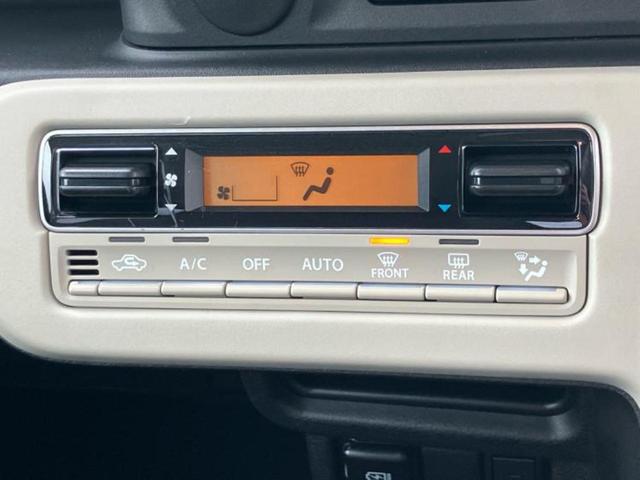 A/C OFF AUTO FRONT REAR